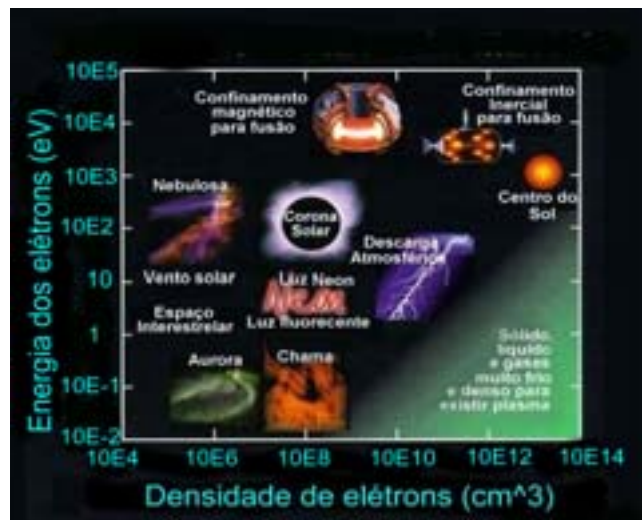 10E5
10E4
10E3
10E2
10
1
10E-1
10E-2
Energia dos elétrons (eV)
Confinamento
magnético
para fusão
Confinamento
Inercial
para fusão
Centro do
Sol
Nebulosa
Corona
Solar
Descarga
Atmosférica
Vento solar
Luz Neon
Luz fluorecente
Espaço
Interestrelar
Aurora
Chama
Sólido,
líquido
e gases
muito frio
e denso para
existir plasma
10E4
10E6
10E8
10E10
10E12
10E14
Densidade de elétrons (cm^3)